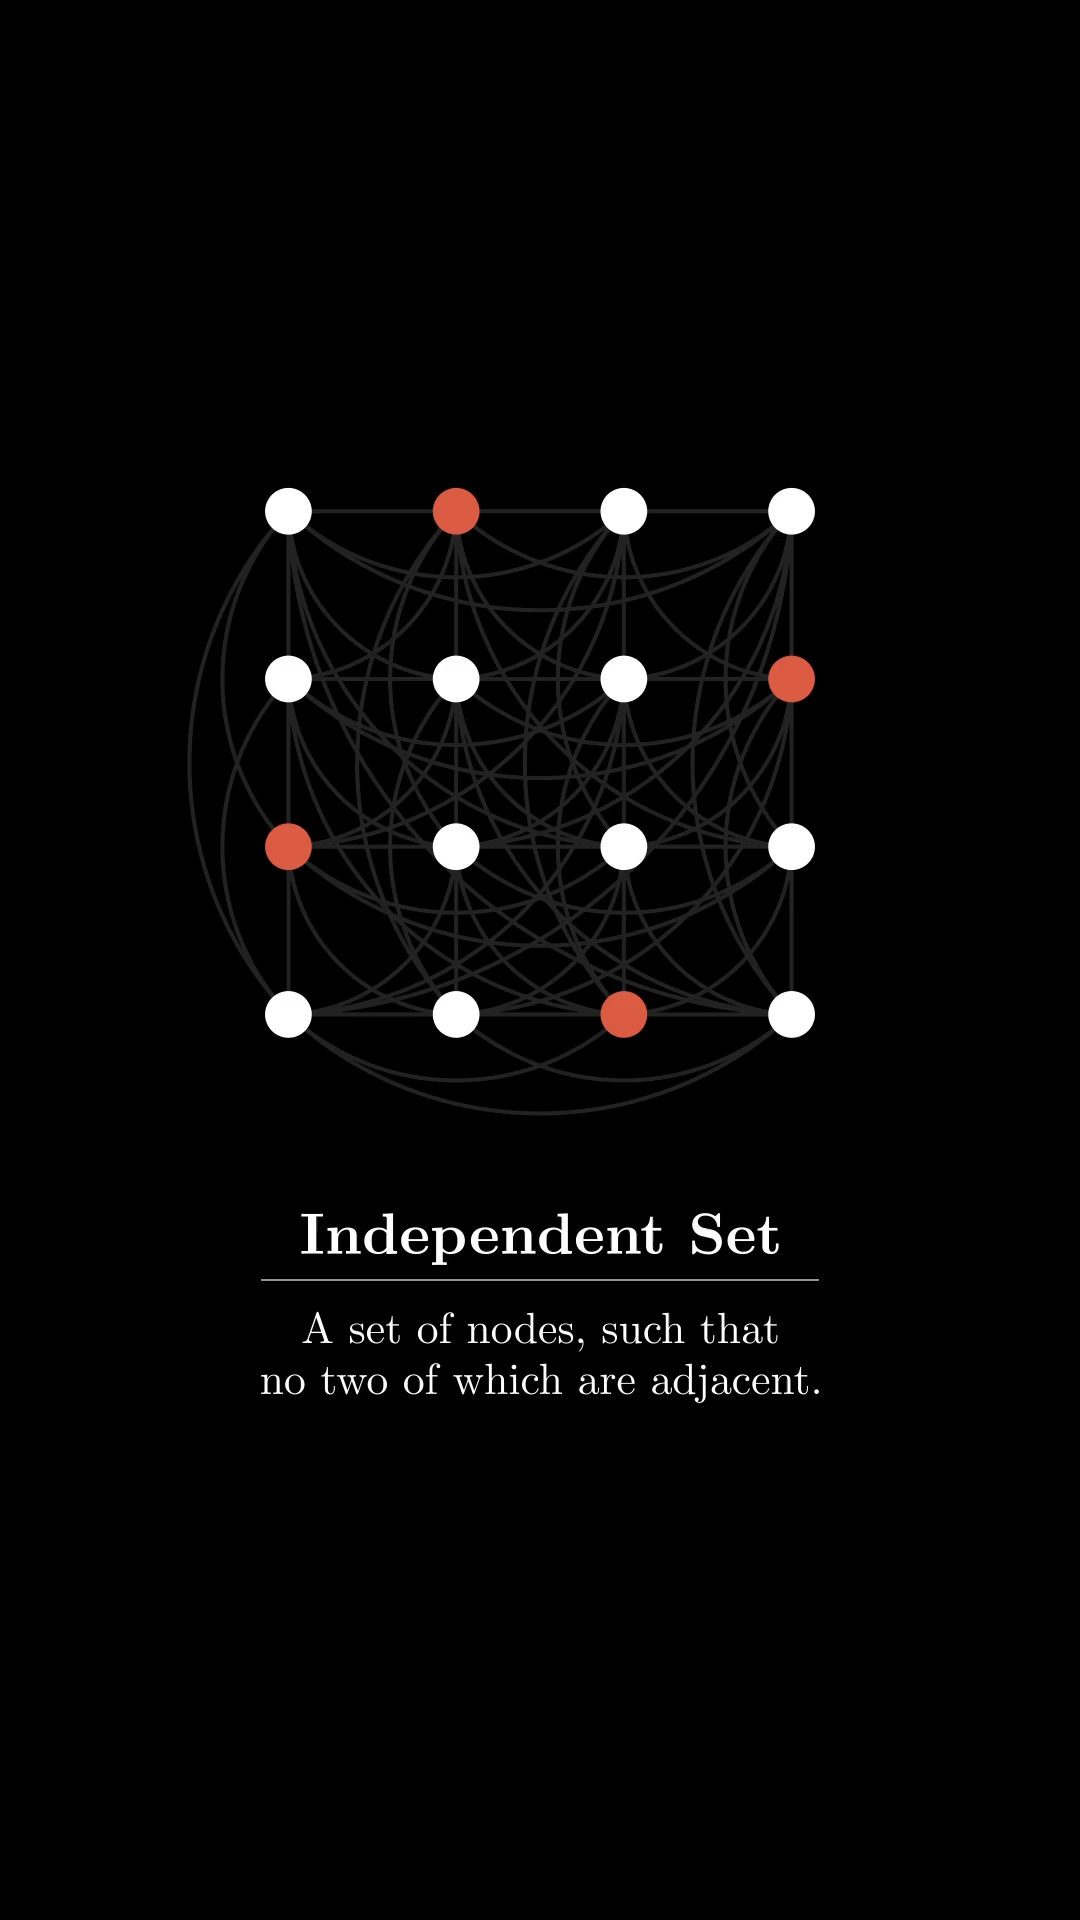 Independent Set
A set of nodes, such that
no two of which are adjacent.